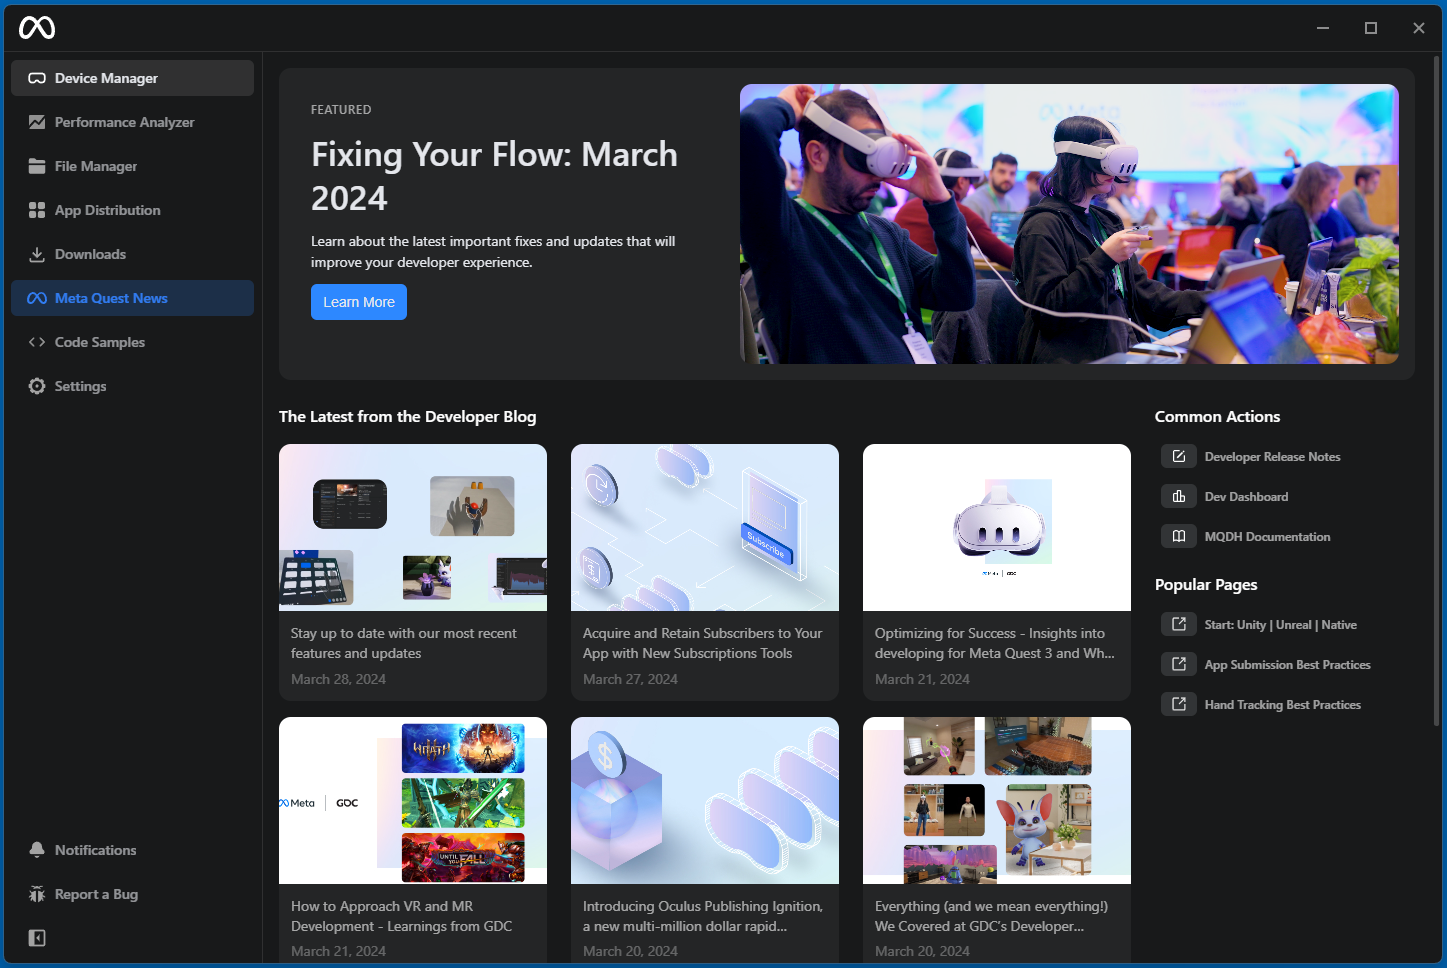 Device Manager
Performance Analyzer
File Manager
App Distribution
Downloads
Meta Quest News
Code Samples
Settings
Notifications
Report a Bug
FEATURED
Fixing Your Flow: March
2024
Learn about the latest important fixes and updates that will
improve your developer experience.
Learn More
Meta
The Latest from the Developer Blog
Stay up to date with our most recent
features and updates
March 28, 2024
Subscribe
Acquire and Retain Subscribers to Your
App with New Subscriptions Tools
March 27, 2024
Meta | GDC
Optimizing for Success - Insights into
developing for Meta Quest 3 and Wh...
March 21, 2024
Meta | GDC
WRATH
UNTIL
YOU FALL
How to Approach VR and MR
Development - Learnings from GDC
March 21, 2024
Introducing Oculus Publishing Ignition,
a new multi-million dollar rapid...
March 20, 2024
Everything (and we mean everything!)
We Covered at GDC's Developer...
March 20, 2024
Common Actions
Developer Release Notes
Dev Dashboard
MQDH Documentation
Popular Pages
Start: Unity | Unreal | Native
App Submission Best Practices
Hand Tracking Best Practices